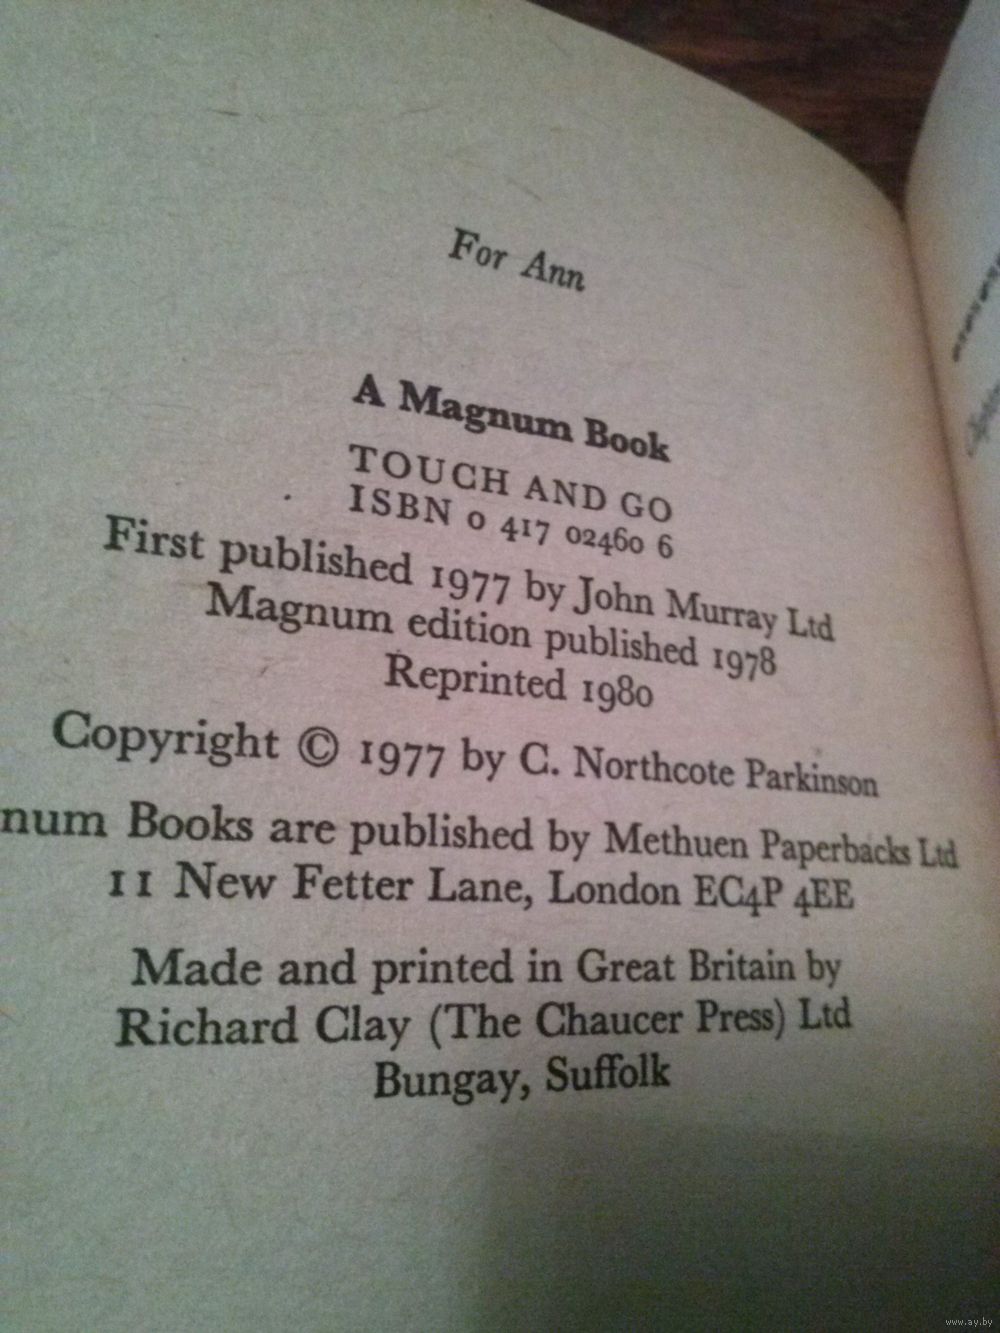 For Ann
A Magnum Book
TOUCH AND GO
ISBN 0 417 02460 6
First published 1977 by John Murray Ltd
Magnum edition published 1978
Reprinted 1980
Copyright © 1977 by C. Northcote Parkinson
num Books are published by Methuen Paperbacks Ltd
11 New Fetter Lane, London EC4P 4EE
Made and printed in Great Britain by
Richard Clay (The Chaucer Press) Ltd
Bungay, Suffolk
www.ay.by